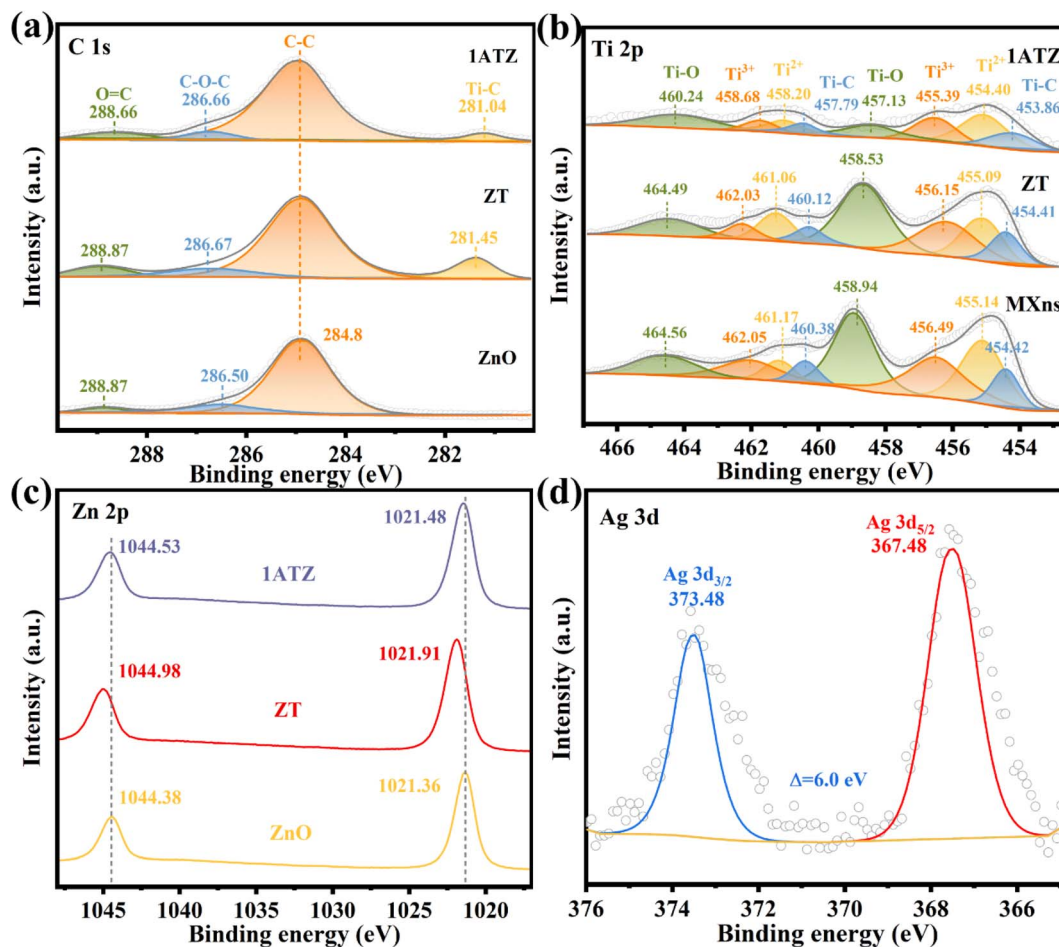 (a)
C 1s
C-C
1ATZ
O=C
288.66
C-O-C
286.66
Ti-C
281.04
ZT
288.87
286.67
281.45
ZnO
288.87
286.50
284.8
288
286
284
282
Binding energy (eV)
Intensity (a.u.)
(b)
Ti 2p
1ATZ
Ti-O
460.24
Ti³⁺
458.68
Ti²⁺
458.20
Ti-C
457.79
Ti-O
457.13
Ti³⁺
455.39
Ti²⁺
454.40
Ti-C
453.86
ZT
464.49
462.03
461.06
460.12
458.53
456.15
455.09
454.41
MXns
464.56
462.05
461.17
460.38
458.94
456.49
455.14
454.42
466
464
462
460
458
456
454
Binding energy (eV)
Intensity (a.u.)
(c)
Zn 2p
1044.53
1021.48
1ATZ
1044.98
1021.91
ZT
1044.38
1021.36
ZnO
1045
1040
1035
1030
1025
1020
Binding energy (eV)
Intensity (a.u.)
(d)
Ag 3d
Ag 3d₃/₂
373.48
Ag 3d₅/₂
367.48
Δ=6.0 eV
376
374
372
370
368
366
Binding energy (eV)
Intensity (a.u.)